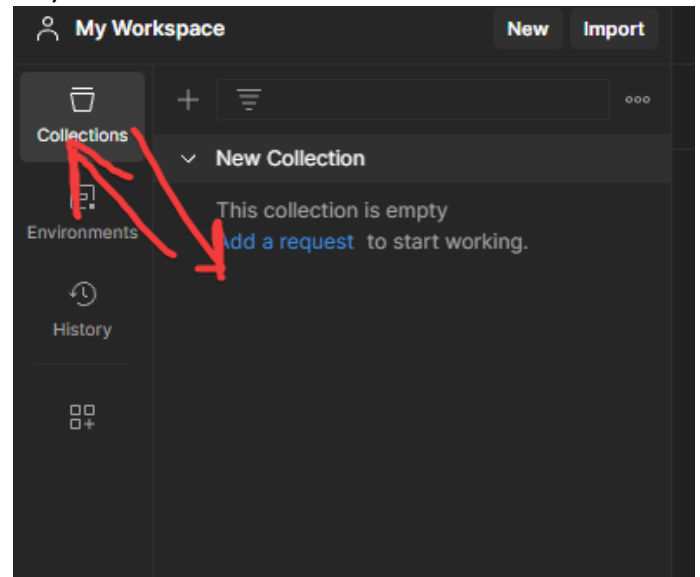 My Workspace
New
Import
Collections
New Collection
This collection is empty
Add a request to start working.
Environments
History